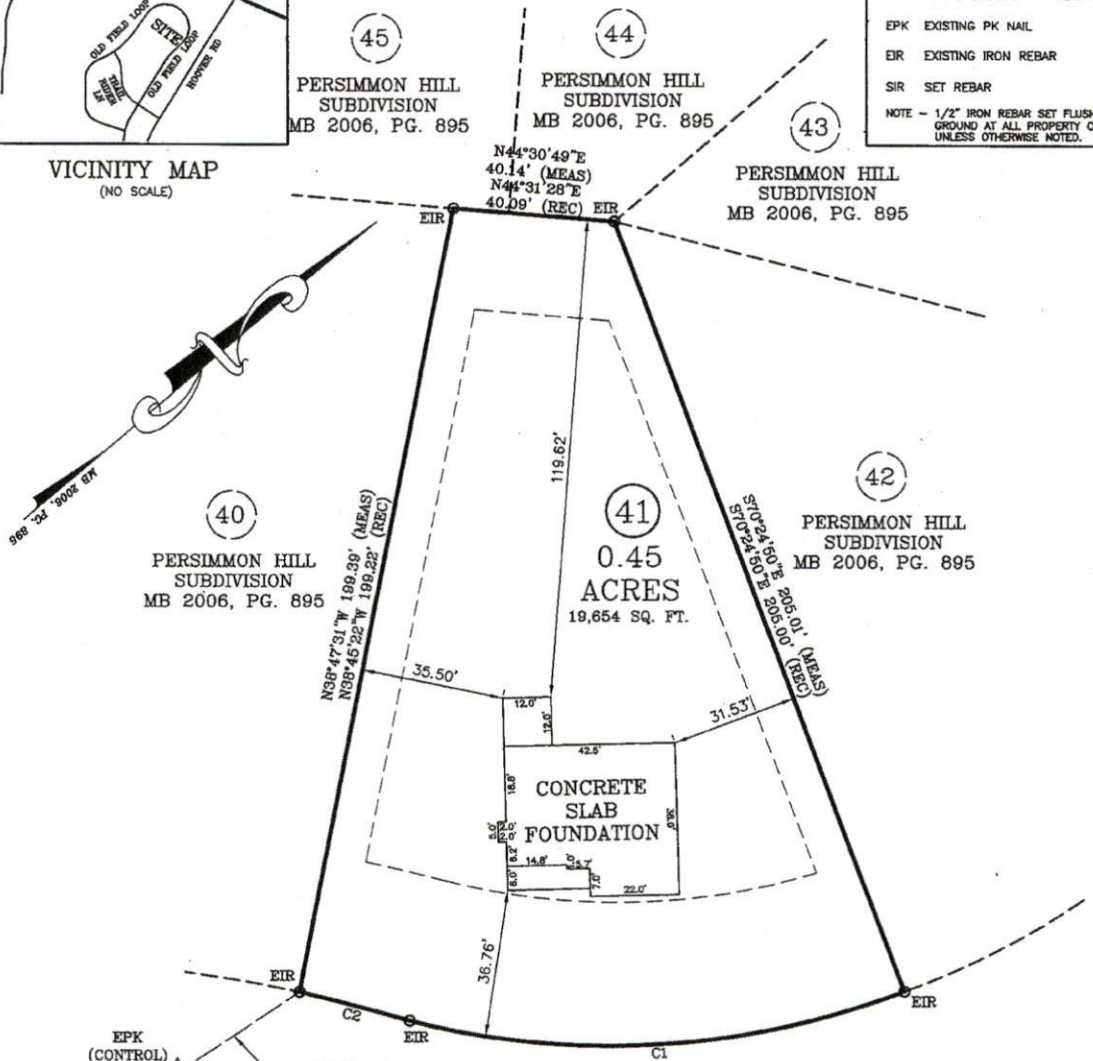 OLD FIELD LOOP
SITE
TRAIL
RIDER
LN
OLD FIELD LOOP
HOOVER RD
VICINITY MAP
(NO SCALE)
45
PERSIMMON HILL
SUBDIVISION
MB 2006, PG. 895
44
PERSIMMON HILL
SUBDIVISION
MB 2006, PG. 895
EPK EXISTING PK NAIL
EIR EXISTING IRON REBAR
SIR SET REBAR
NOTE - 1/2" IRON REBAR SET FLUSH
GROUND AT ALL PROPERTY C
UNLESS OTHERWISE NOTED.
43
PERSIMMON HILL
SUBDIVISION
MB 2006, PG. 895
N44°30'49"E
40.14' (MEAS)
N44°31'28"E
40.09' (REC)
EIR
EIR
MB 2006, PG. 895
119.62'
40
PERSIMMON HILL
SUBDIVISION
MB 2006, PG. 895
N38°47'31"W 199.39' (MEAS)
N38°45'22"W 199.22' (REC)
41
0.45
ACRES
19,654 SQ. FT.
42
PERSIMMON HILL
SUBDIVISION
MB 2006, PG. 895
S70°24'50"E 205.01' (MEAS)
S70°24'50"E 205.00' (REC)
35.50'
12.0'
12.0'
31.53'
42.5'
18.8'
CONCRETE
SLAB
FOUNDATION
5.0'
2.0'
2.0'
38.0'
6.2'
14.8'
5.7'
6.0'
7.0'
22.0'
36.76'
EIR
C2
EIR
EIR
C1
EPK
(CONTROL)